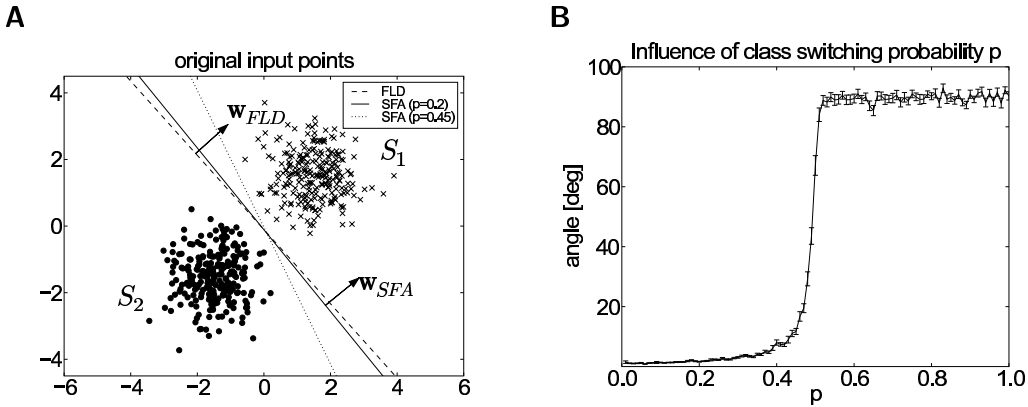 A
original input points
FLD
SFA (p=0.2)
SFA (p=0.45)
w_FLD
S_1
w_SFA
S_2
4
2
0
−2
−4
−6 −4 −2 0 2 4 6
B
Influence of class switching probability p
100
80
60
40
20
angle [deg]
0.0 0.2 0.4 0.6 0.8 1.0
p